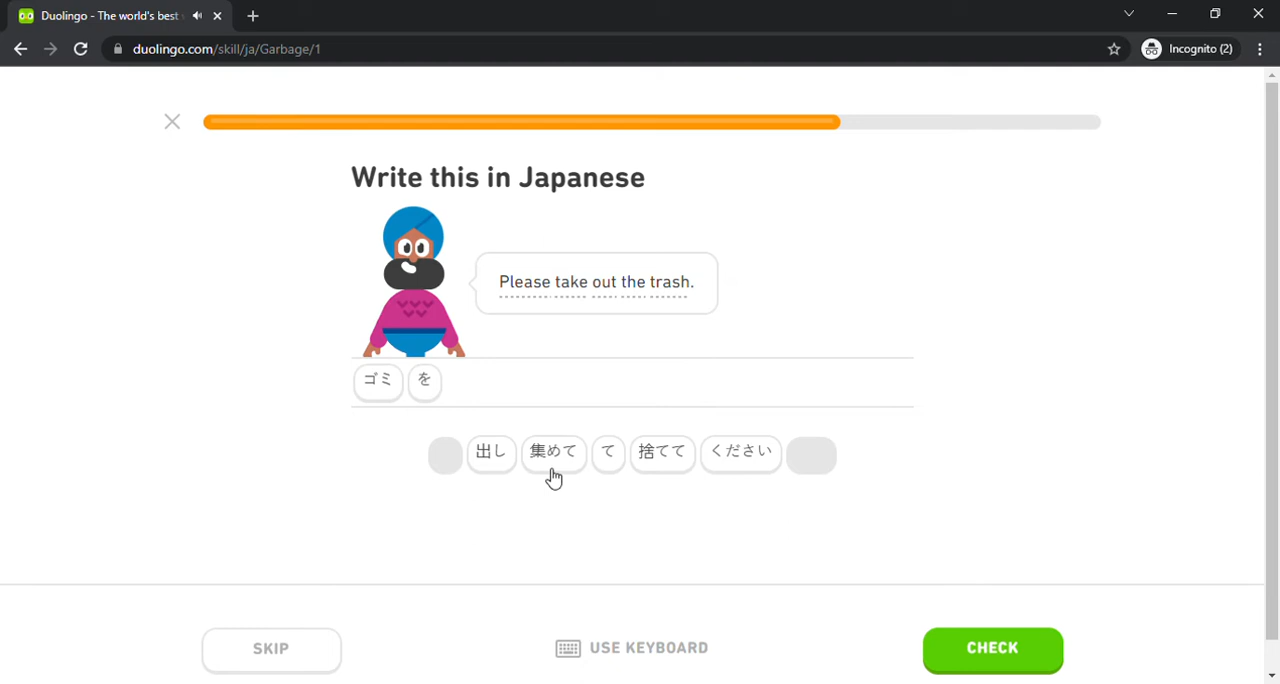 Duolingo - The world's best
duolingo.com/skill/ja/Garbage/1
Incognito (2)
Write this in Japanese
Please take out the trash.
ゴミ を
出し 集めて て 捨てて ください
SKIP
USE KEYBOARD
CHECK